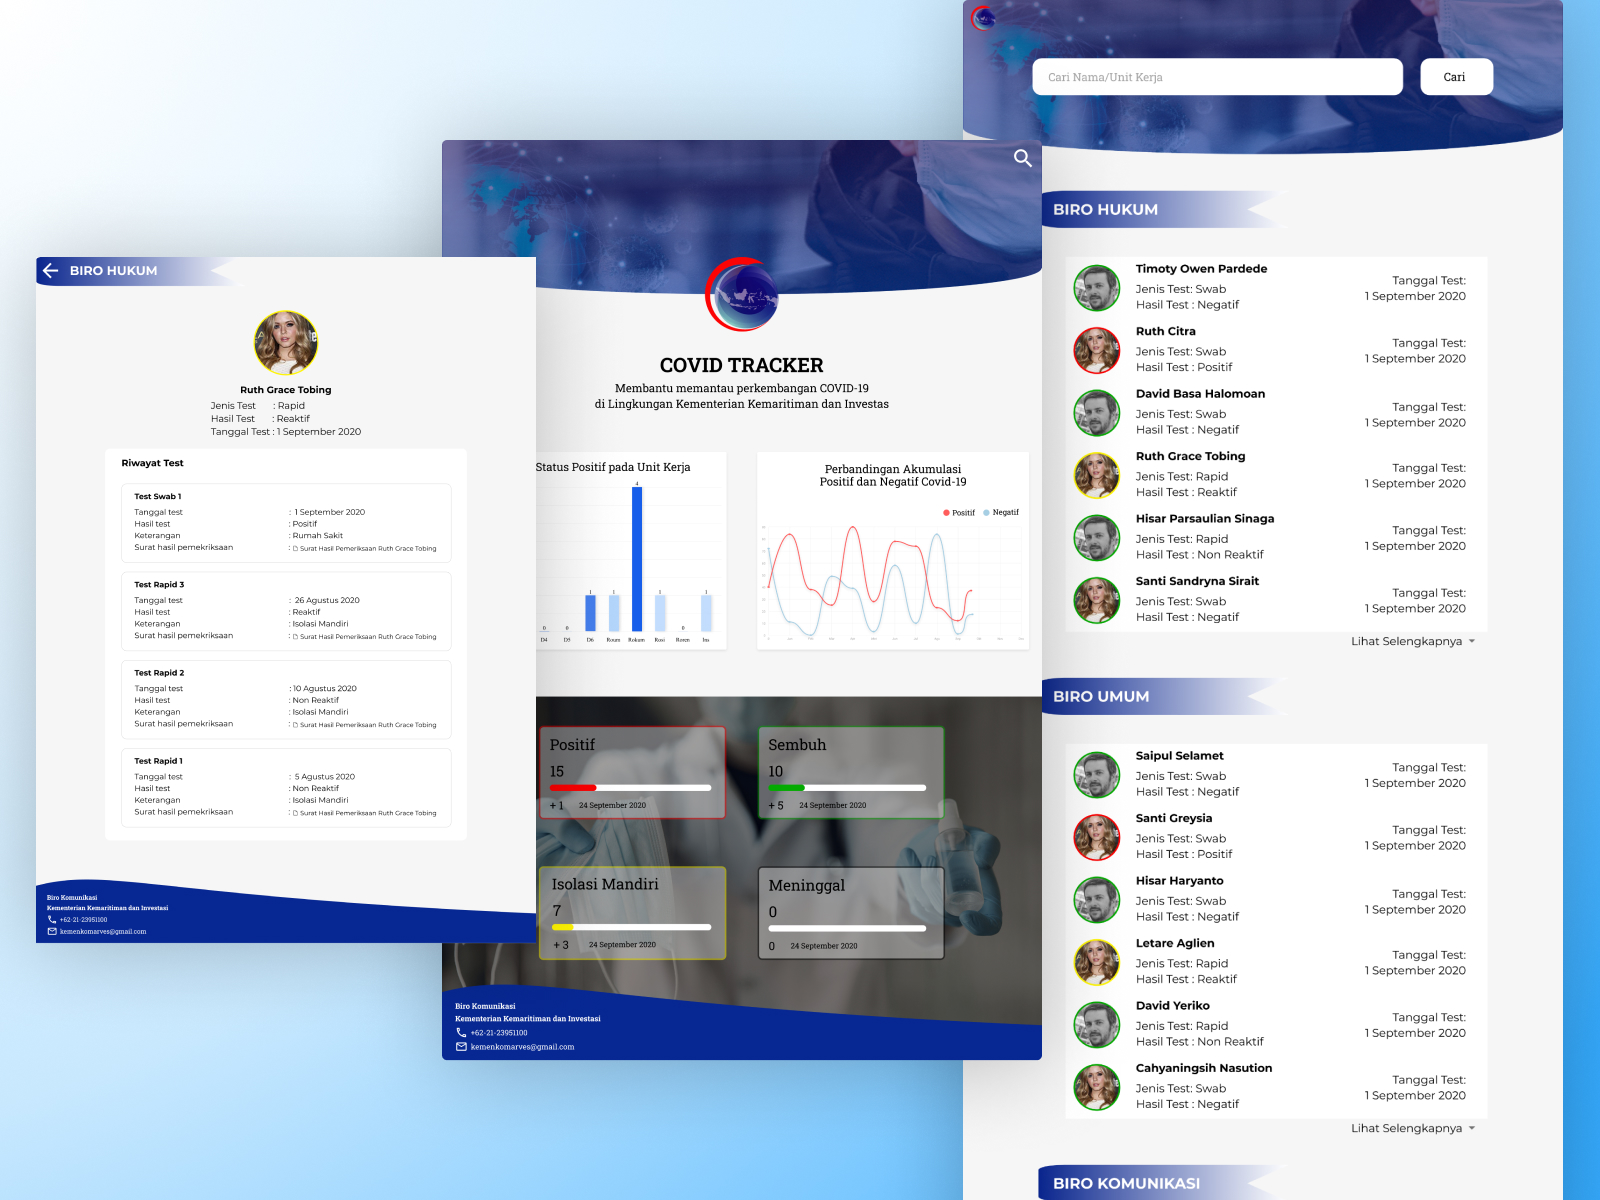 BIRO HUKUM
Ruth Grace Tobing
Jenis Test : Rapid
Hasil Test : Reaktif
Tanggal Test : 1 September 2020
Riwayat Test
Test Swab 1
Tanggal test : 1 September 2020
Hasil test : Positif
Keterangan : Rumah Sakit
Surat hasil pemekriksaan : Surat Hasil Pemeriksaan Ruth Grace Tobing
Test Rapid 3
Tanggal test : 26 Agustus 2020
Hasil test : Reaktif
Keterangan : Isolasi Mandiri
Surat hasil pemekriksaan : Surat Hasil Pemeriksaan Ruth Grace Tobing
Test Rapid 2
Tanggal test : 10 Agustus 2020
Hasil test : Non Reaktif
Keterangan : Isolasi Mandiri
Surat hasil pemekriksaan : Surat Hasil Pemeriksaan Ruth Grace Tobing
Test Rapid 1
Tanggal test : 5 Agustus 2020
Hasil test : Non Reaktif
Keterangan : Isolasi Mandiri
Surat hasil pemekriksaan : Surat Hasil Pemeriksaan Ruth Grace Tobing
Biro Komunikasi
Kementerian Kemaritiman dan Investasi
+62-21-23951100
kemenkomarves@gmail.com
COVID TRACKER
Membantu memantau perkembangan COVID-19
di Lingkungan Kementerian Kemaritiman dan Investas
Status Positif pada Unit Kerja
4
1 1 1 1
0 0 0
D4 D5 D6 Roum Rokum Rosi Roren Ins
Perbandingan Akumulasi
Positif dan Negatif Covid-19
Positif Negatif
Positif
15
+ 1 24 September 2020
Sembuh
10
+ 5 24 September 2020
Isolasi Mandiri
7
+ 3 24 September 2020
Meninggal
0
0 24 September 2020
Biro Komunikasi
Kementerian Kemaritiman dan Investasi
+62-21-23951100
kemenkomarves@gmail.com
Cari Nama/Unit Kerja
Cari
BIRO HUKUM
Timoty Owen Pardede
Jenis Test: Swab
Hasil Test : Negatif
Tanggal Test:
1 September 2020
Ruth Citra
Jenis Test: Swab
Hasil Test : Positif
Tanggal Test:
1 September 2020
David Basa Halomoan
Jenis Test: Swab
Hasil Test : Negatif
Tanggal Test:
1 September 2020
Ruth Grace Tobing
Jenis Test: Rapid
Hasil Test : Reaktif
Tanggal Test:
1 September 2020
Hisar Parsaulian Sinaga
Jenis Test: Rapid
Hasil Test : Non Reaktif
Tanggal Test:
1 September 2020
Santi Sandryna Sirait
Jenis Test: Swab
Hasil Test : Negatif
Tanggal Test:
1 September 2020
Lihat Selengkapnya
BIRO UMUM
Saipul Selamet
Jenis Test: Swab
Hasil Test : Negatif
Tanggal Test:
1 September 2020
Santi Greysia
Jenis Test: Swab
Hasil Test : Positif
Tanggal Test:
1 September 2020
Hisar Haryanto
Jenis Test: Swab
Hasil Test : Negatif
Tanggal Test:
1 September 2020
Letare Aglien
Jenis Test: Rapid
Hasil Test : Reaktif
Tanggal Test:
1 September 2020
David Yeriko
Jenis Test: Rapid
Hasil Test : Non Reaktif
Tanggal Test:
1 September 2020
Cahyaningsih Nasution
Jenis Test: Swab
Hasil Test : Negatif
Tanggal Test:
1 September 2020
Lihat Selengkapnya
BIRO KOMUNIKASI